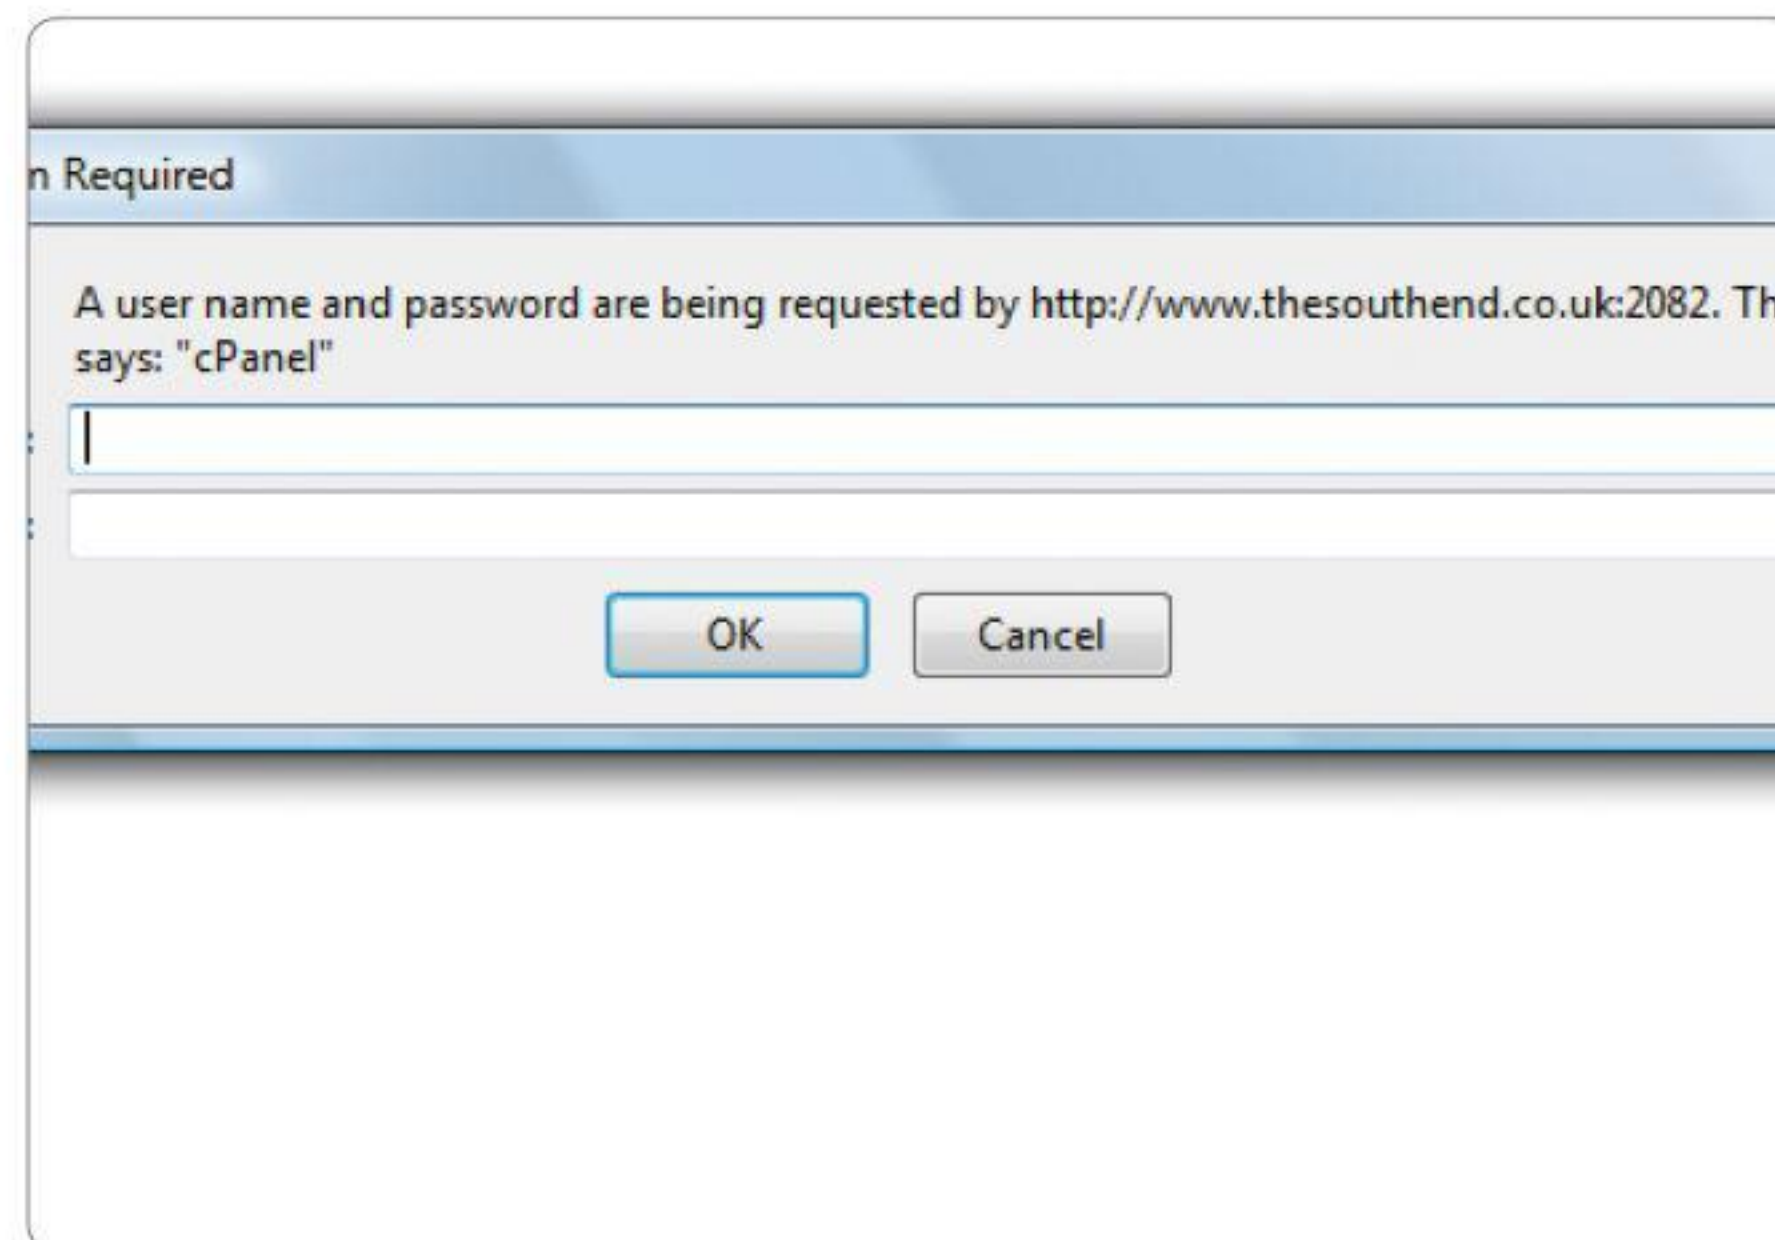 n Required
A user name and password are being requested by http://www.thesouthend.co.uk:2082. Th
says: "cPanel"
:
:
OK Cancel